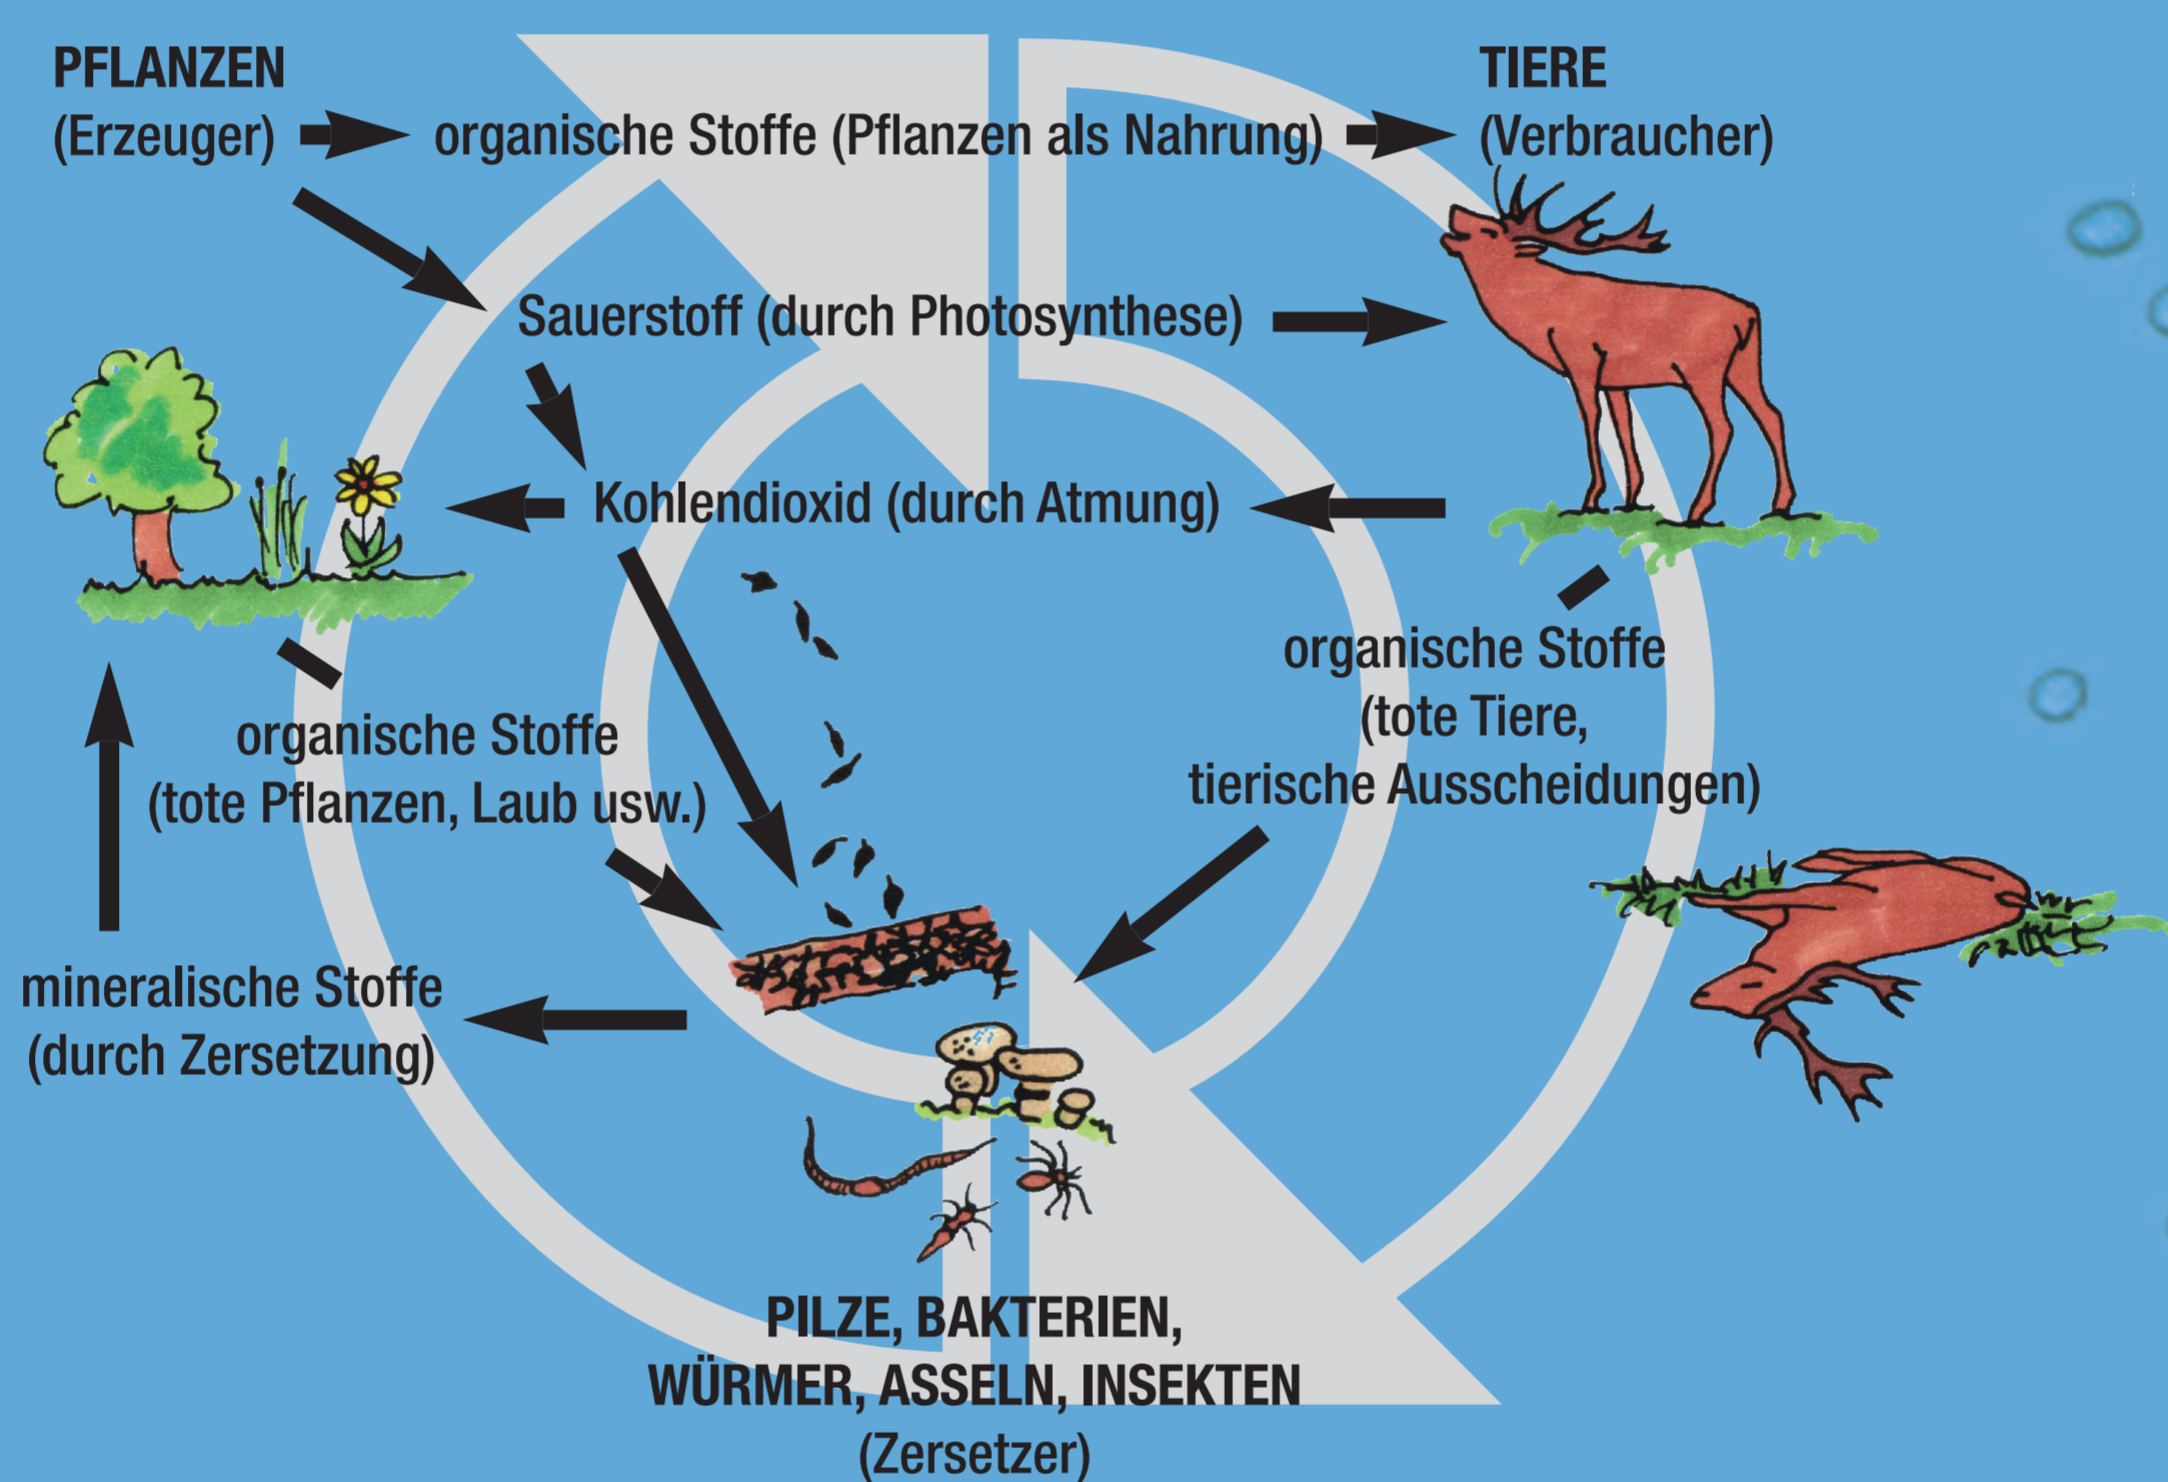 PFLANZEN
(Erzeuger)
organische Stoffe (Pflanzen als Nahrung)
TIERE
(Verbraucher)
Sauerstoff (durch Photosynthese)
Kohlendioxid (durch Atmung)
organische Stoffe
(tote Tiere,
tierische Ausscheidungen)
organische Stoffe
(tote Pflanzen, Laub usw.)
mineralische Stoffe
(durch Zersetzung)
PILZE, BAKTERIEN,
WÜRMER, ASSELN, INSEKTEN
(Zersetzer)